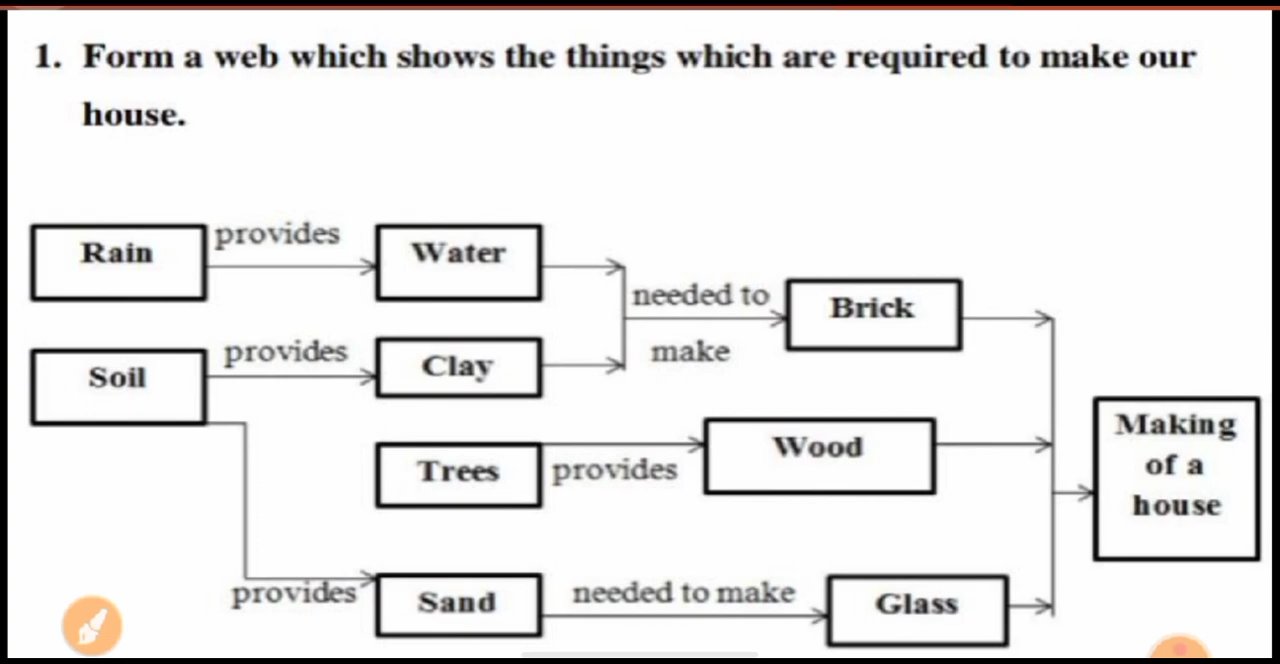 1. Form a web which shows the things which are required to make our
house.
Rain
provides
Water
needed to
make
Brick
Soil
provides
Clay
Trees
provides
Wood
Making
of a
house
provides
Sand
needed to make
Glass